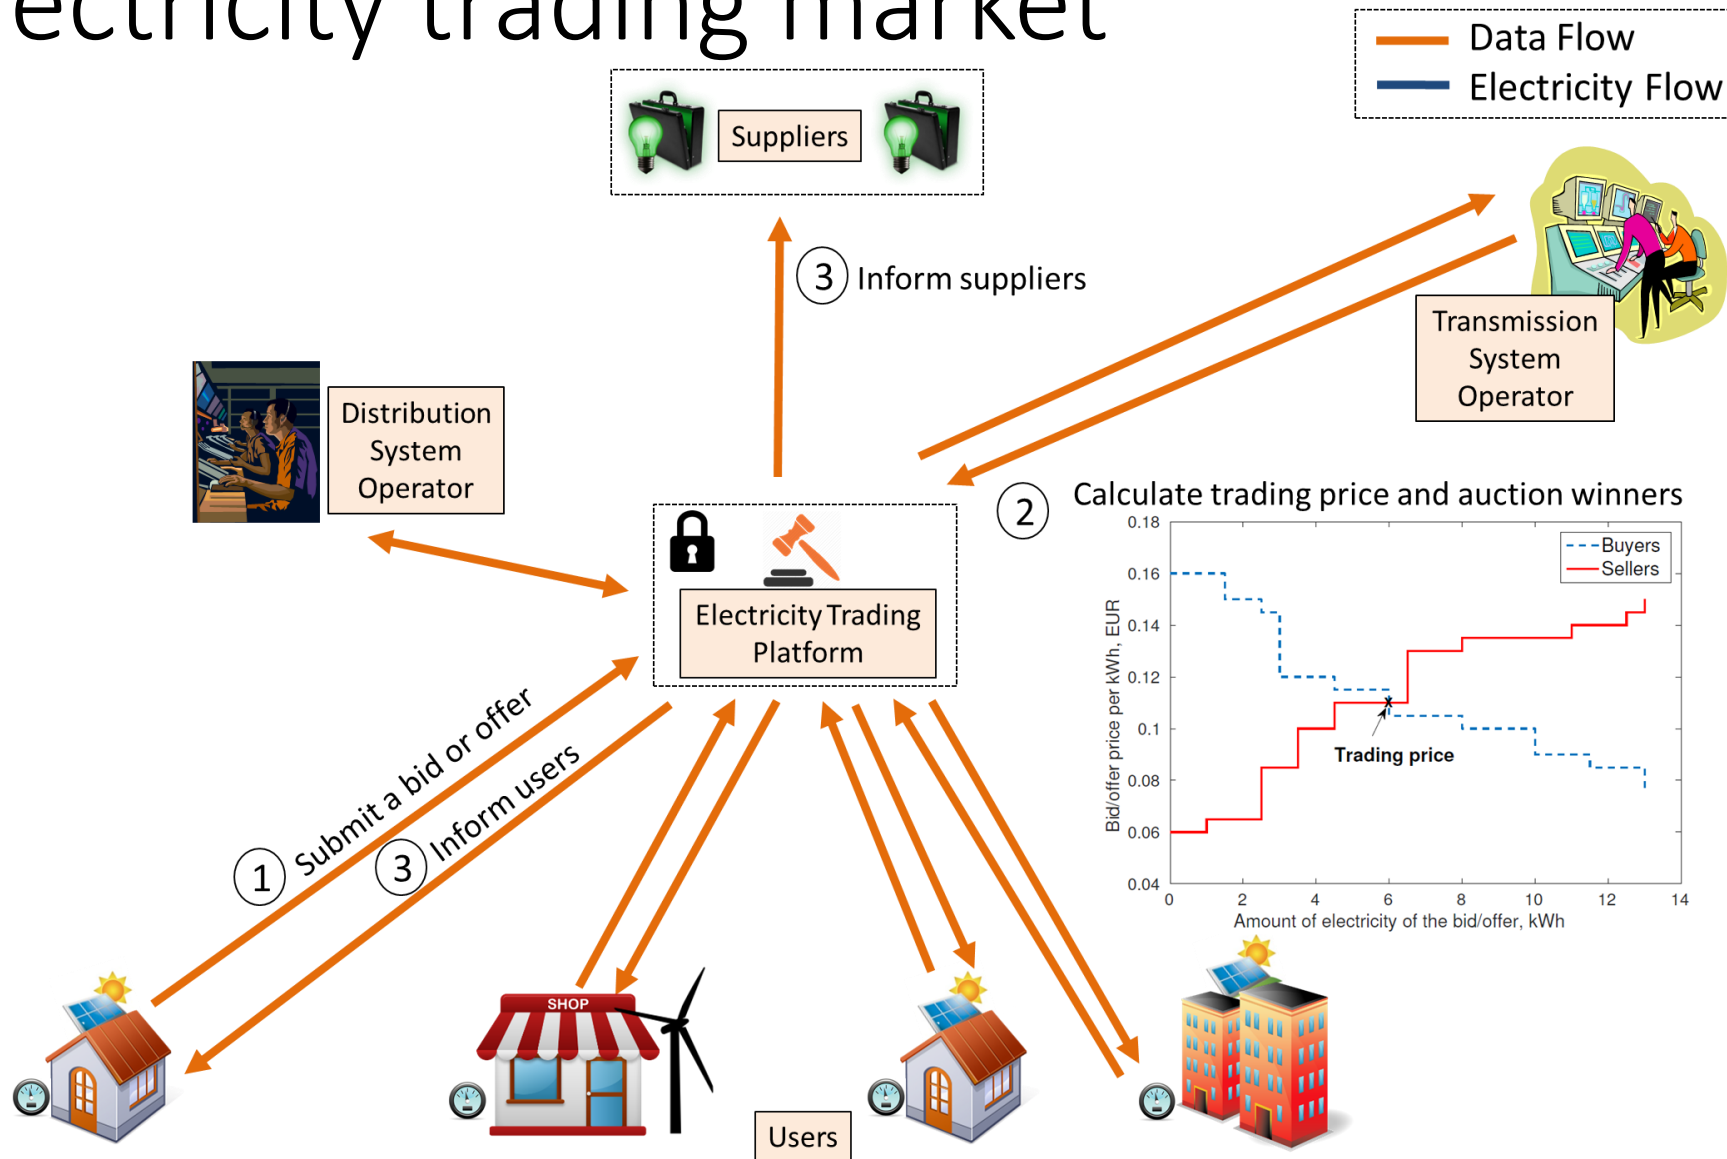 ectricity trading market
Data Flow
Electricity Flow
Suppliers
3 Inform suppliers
Transmission
System
Operator
Distribution
System
Operator
2 Calculate trading price and auction winners
Electricity Trading
Platform
0.18
0.16
0.14
0.12
0.1
0.08
0.06
0.04
0 2 4 6 8 10 12 14
Bid/offer price per kWh, EUR
Amount of electricity of the bid/offer, kWh
Buyers
Sellers
x
Trading price
1 Submit a bid or offer
3 Inform users
SHOP
Users